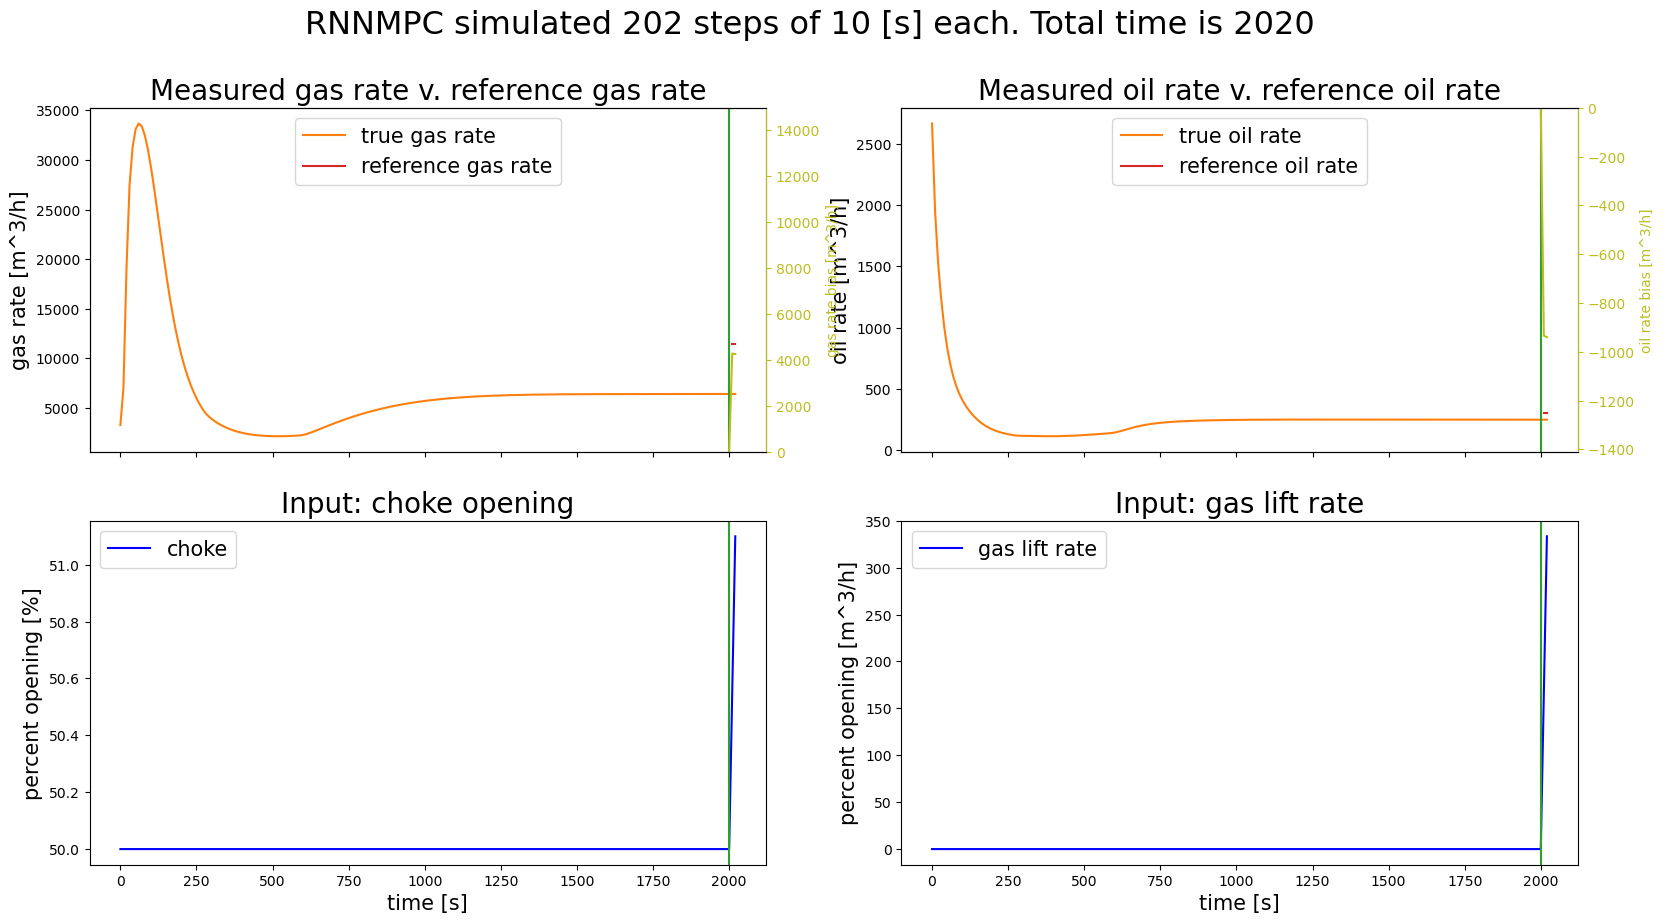 RNNMPC simulated 202 steps of 10 [s] each. Total time is 2020
Measured gas rate v. reference gas rate
35000
30000
25000
20000
15000
10000
5000
gas rate [m^3/h]
true gas rate
reference gas rate
14000
12000
10000
8000
6000
4000
2000
0
gas rate bias [m^3/h]
Measured oil rate v. reference oil rate
2500
2000
1500
1000
500
0
oil rate [m^3/h]
true oil rate
reference oil rate
0
−200
−400
−600
−800
−1000
−1200
−1400
oil rate bias [m^3/h]
Input: choke opening
choke
51.0
50.8
50.6
50.4
50.2
50.0
percent opening [%]
0 250 500 750 1000 1250 1500 1750 2000
time [s]
Input: gas lift rate
gas lift rate
350
300
250
200
150
100
50
0
percent opening [m^3/h]
0 250 500 750 1000 1250 1500 1750 2000
time [s]